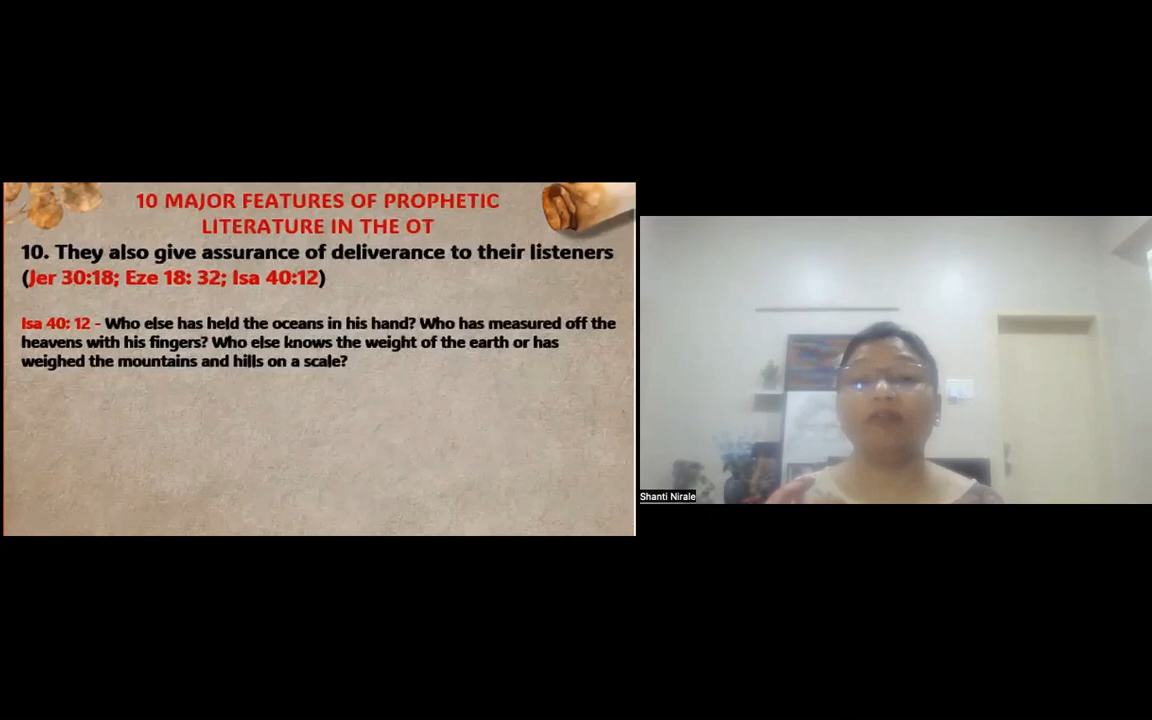 10 MAJOR FEATURES OF PROPHETIC
LITERATURE IN THE OT
10. They also give assurance of deliverance to their listeners
(Jer 30:18; Eze 18: 32; Isa 40:12)
Isa 40: 12 - Who else has held the oceans in his hand? Who has measured off the
heavens with his fingers? Who else knows the weight of the earth or has
weighed the mountains and hills on a scale?
Shanti Nirale